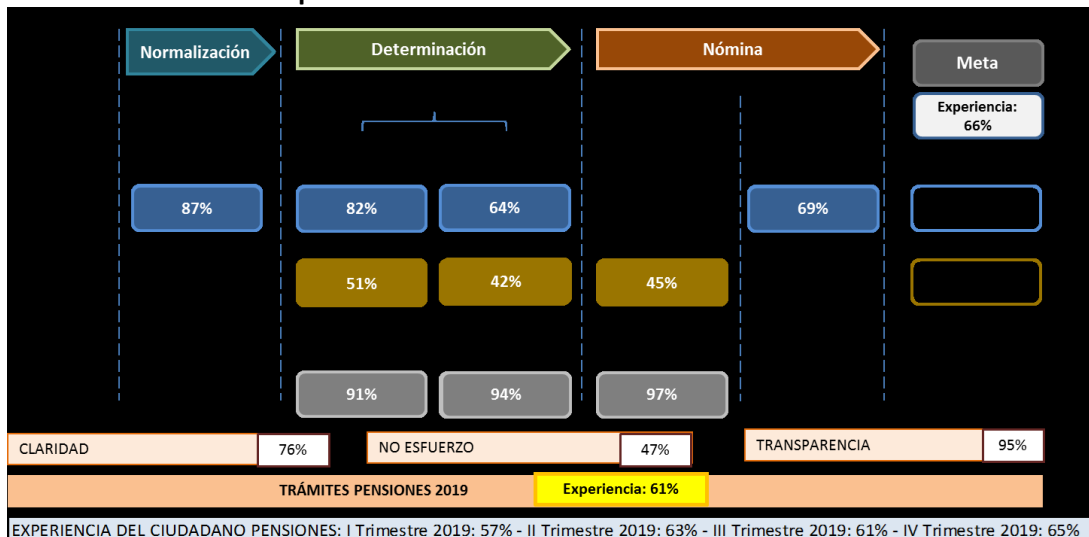 Normalización
Determinación
Nómina
Meta
Experiencia:
66%
87%
82%
64%
69%
51%
42%
45%
91%
94%
97%
CLARIDAD
76%
NO ESFUERZO
47%
TRANSPARENCIA
95%
TRÁMITES PENSIONES 2019
Experiencia: 61%
EXPERIENCIA DEL CIUDADANO PENSIONES: I Trimestre 2019: 57% - II Trimestre 2019: 63% - III Trimestre 2019: 61% - IV Trimestre 2019: 65%